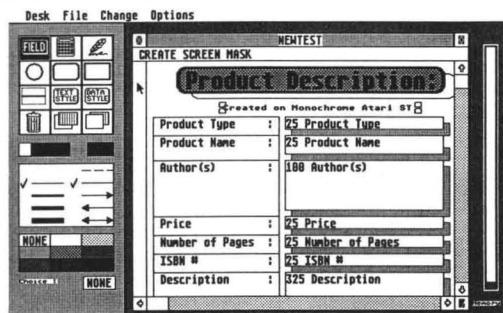 Desk File Change Options
NEWTEST
CREATE SCREEN MASK
FIELD
TEXT STYLE
DATA STYLE
NONE
Choice
NONE
Product Description:
Created on Monochrome Atari ST
Product Type : 25 Product Type
Product Name : 25 Product Name
Author(s) : 100 Author(s)
Price : 25 Price
Number of Pages : 25 Number of Pages
ISBN # : 25 ISBN #
Description : 325 Description
Memory